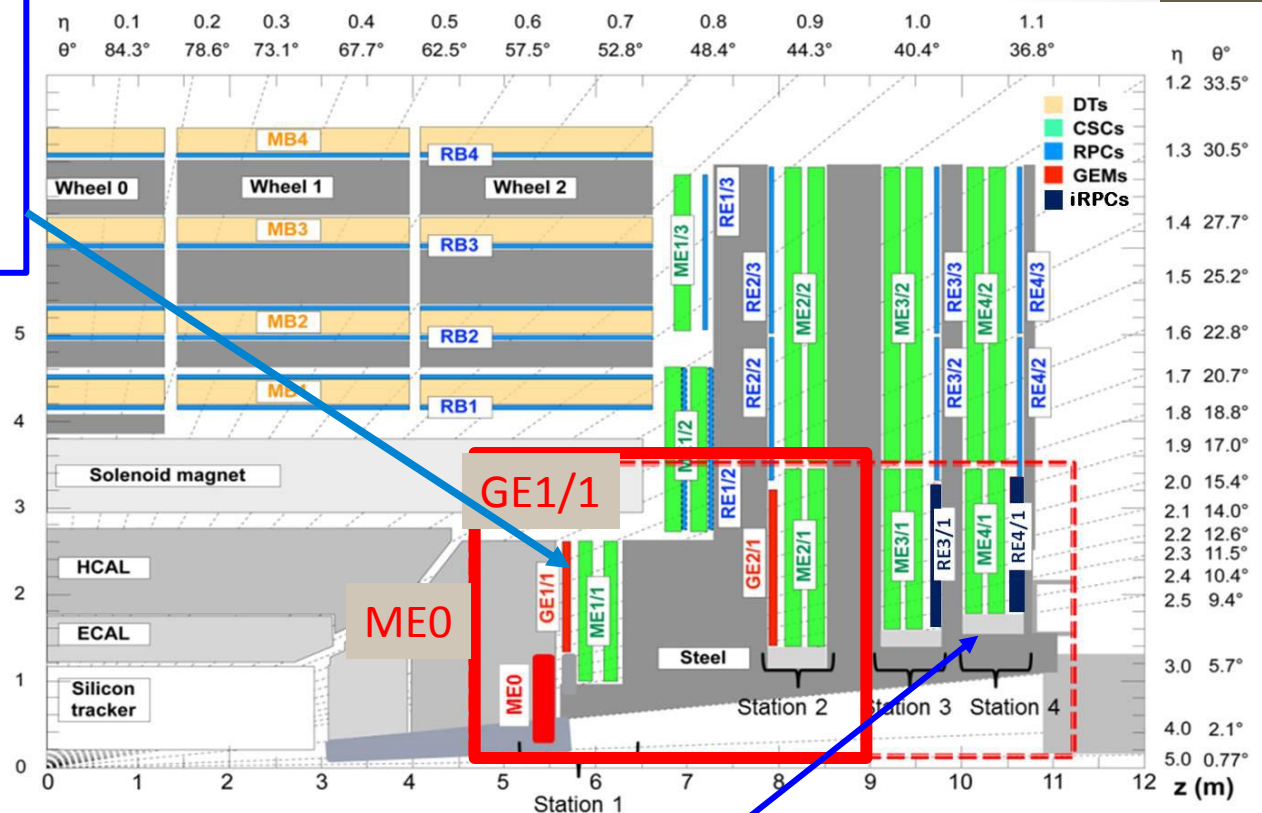 η 0.1 0.2 0.3 0.4 0.5 0.6 0.7 0.8 0.9 1.0 1.1
θ° 84.3° 78.6° 73.1° 67.7° 62.5° 57.5° 52.8° 48.4° 44.3° 40.4° 36.8°
η θ°
1.2 33.5°
1.3 30.5°
1.4 27.7°
1.5 25.2°
1.6 22.8°
1.7 20.7°
1.8 18.8°
1.9 17.0°
2.0 15.4°
2.1 14.0°
2.2 12.6°
2.3 11.5°
2.4 10.4°
2.5 9.4°
3.0 5.7°
4.0 2.1°
5.0 0.77°
DTs
CSCs
RPCs
GEMs
iRPCs
MB4
RB4
Wheel 0
Wheel 1
Wheel 2
MB3
RB3
MB2
RB2
MB1
RB1
ME1/3
RE1/3
RE2/3
ME2/2
ME3/2
RE3/3
ME4/2
RE4/3
RE2/2
RE3/2
RE4/2
ME1/2
RE1/2
Solenoid magnet
GE1/1
HCAL
ECAL
Silicon
tracker
ME0
GE1/1
ME1/1
GE2/1
ME2/1
ME3/1
RE3/1
ME4/1
RE4/1
ME0
Steel
Station 2
Station 3
Station 4
5
4
3
2
1
0
0 1 2 3 4 5 6 7 8 9 10 11 12
z (m)
Station 1